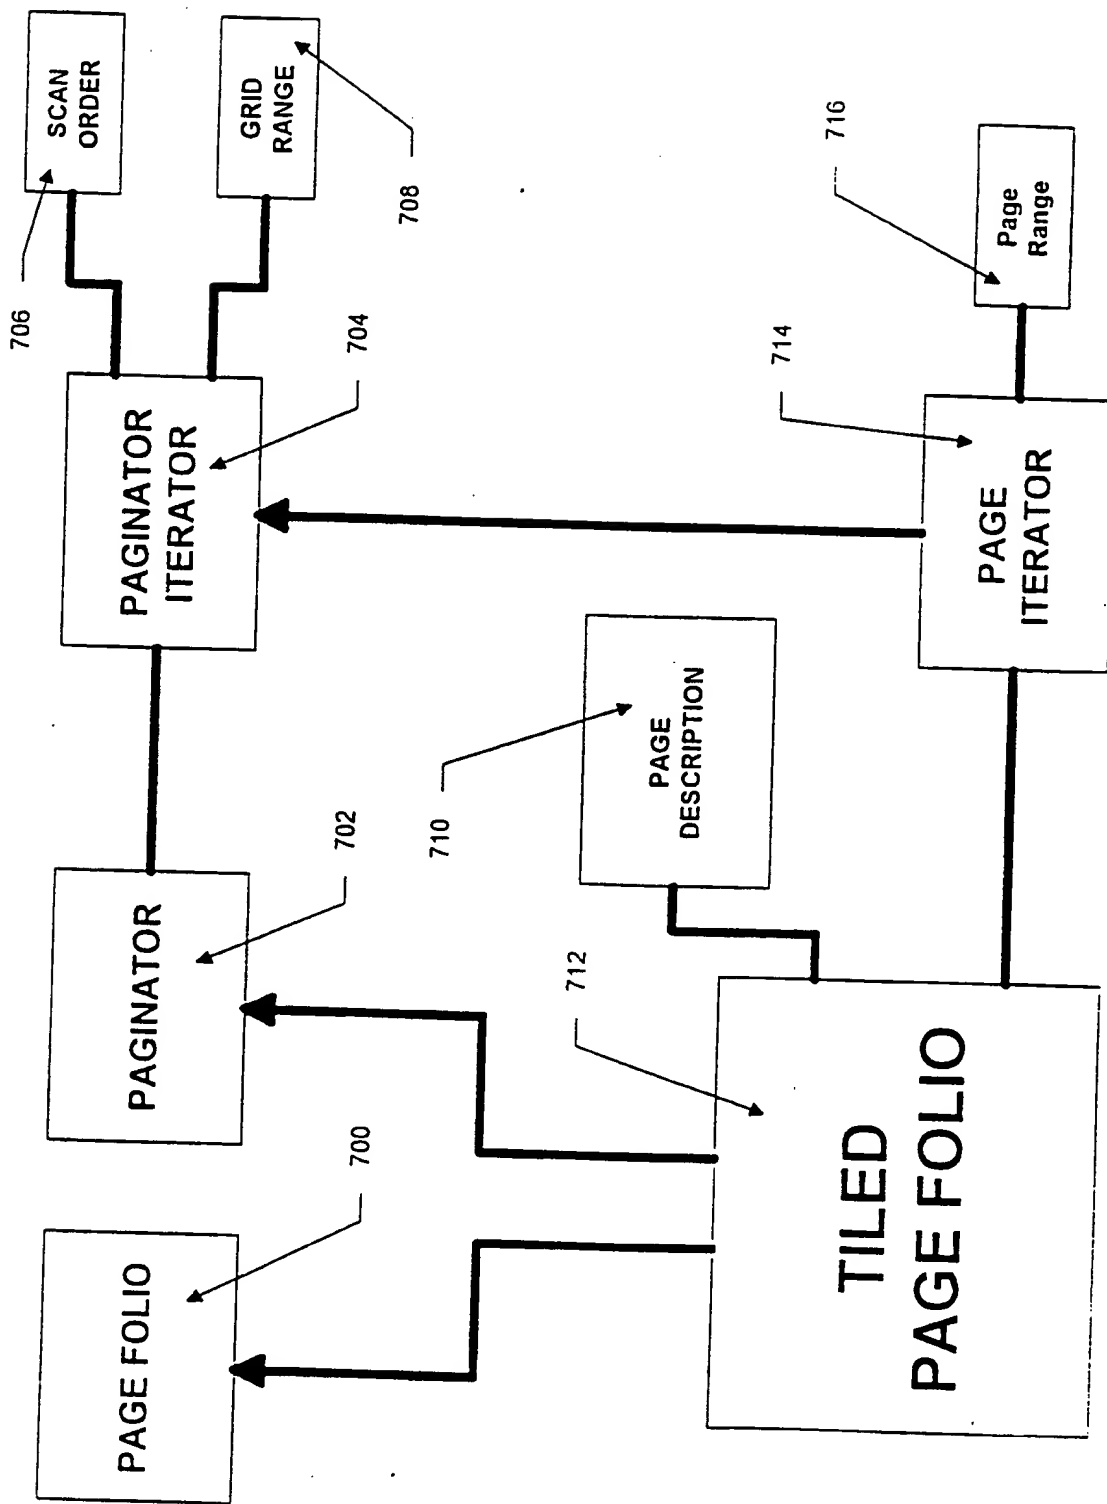 PAGE FOLIO
700
PAGINATOR
702
PAGINATOR
ITERATOR
704
SCAN
ORDER
706
GRID
RANGE
708
PAGE
DESCRIPTION
710
TILED
PAGE FOLIO
712
PAGE
ITERATOR
714
Page
Range
716